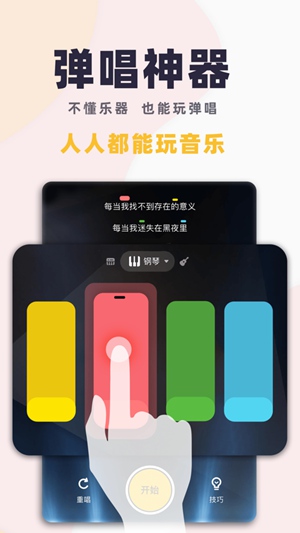 弹唱神器
不懂乐器 也能玩弹唱
人人都能玩音乐
每当我找不到存在的意义
每当我迷失在黑夜里
钢琴
重唱
开始
技巧